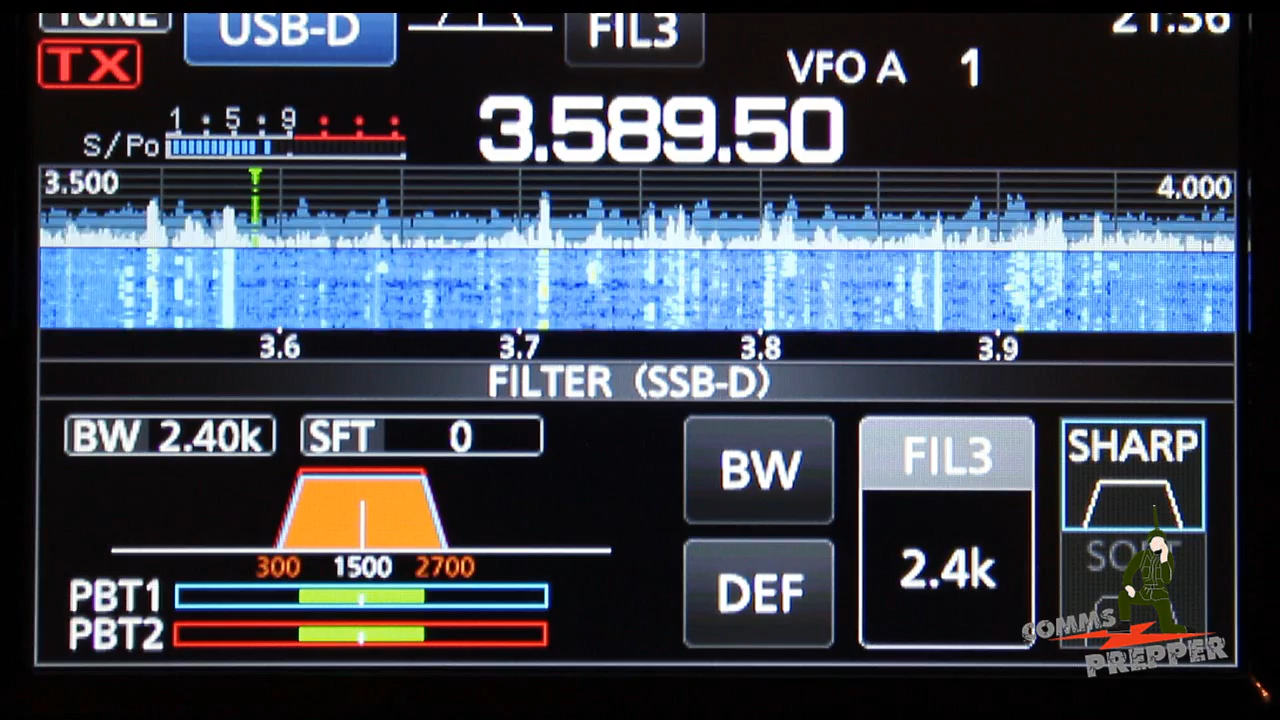 TUNE USB-D FIL3 21:36
TX VFO A 1
3.589.50
1 5 9
S/Po
3.500 4.000
3.6 3.7 3.8 3.9
FILTER (SSB-D)
BW 2.40k SFT 0 BW FIL3 SHARP
2.4k
SOFT
300 1500 2700
DEF
PBT1
PBT2
COMMS
PREPPER